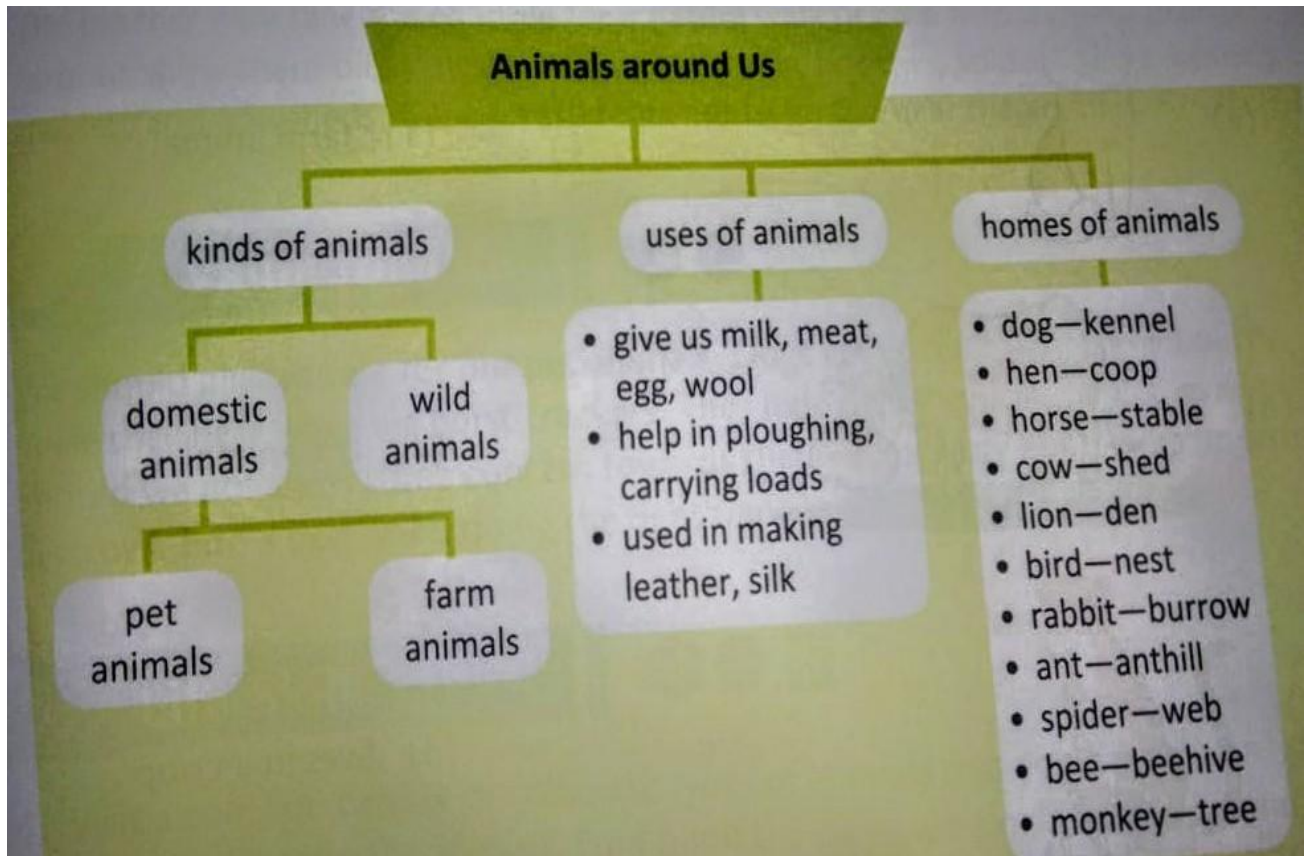 Animals around Us
kinds of animals
domestic
animals
wild
animals
pet
animals
farm
animals
uses of animals
• give us milk, meat,
egg, wool
• help in ploughing,
carrying loads
• used in making
leather, silk
homes of animals
• dog—kennel
• hen—coop
• horse—stable
• cow—shed
• lion—den
• bird—nest
• rabbit—burrow
• ant—anthill
• spider—web
• bee—beehive
• monkey—tree